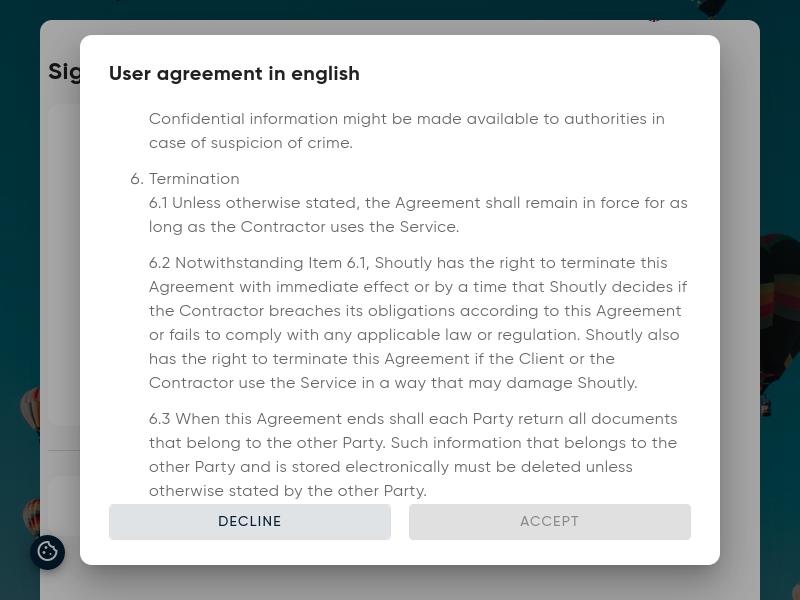 Sig
User agreement in english
Confidential information might be made available to authorities in
case of suspicion of crime.
6. Termination
6.1 Unless otherwise stated, the Agreement shall remain in force for as
long as the Contractor uses the Service.
6.2 Notwithstanding Item 6.1, Shoutly has the right to terminate this
Agreement with immediate effect or by a time that Shoutly decides if
the Contractor breaches its obligations according to this Agreement
or fails to comply with any applicable law or regulation. Shoutly also
has the right to terminate this Agreement if the Client or the
Contractor use the Service in a way that may damage Shoutly.
6.3 When this Agreement ends shall each Party return all documents
that belong to the other Party. Such information that belongs to the
other Party and is stored electronically must be deleted unless
otherwise stated by the other Party.
DECLINE
ACCEPT